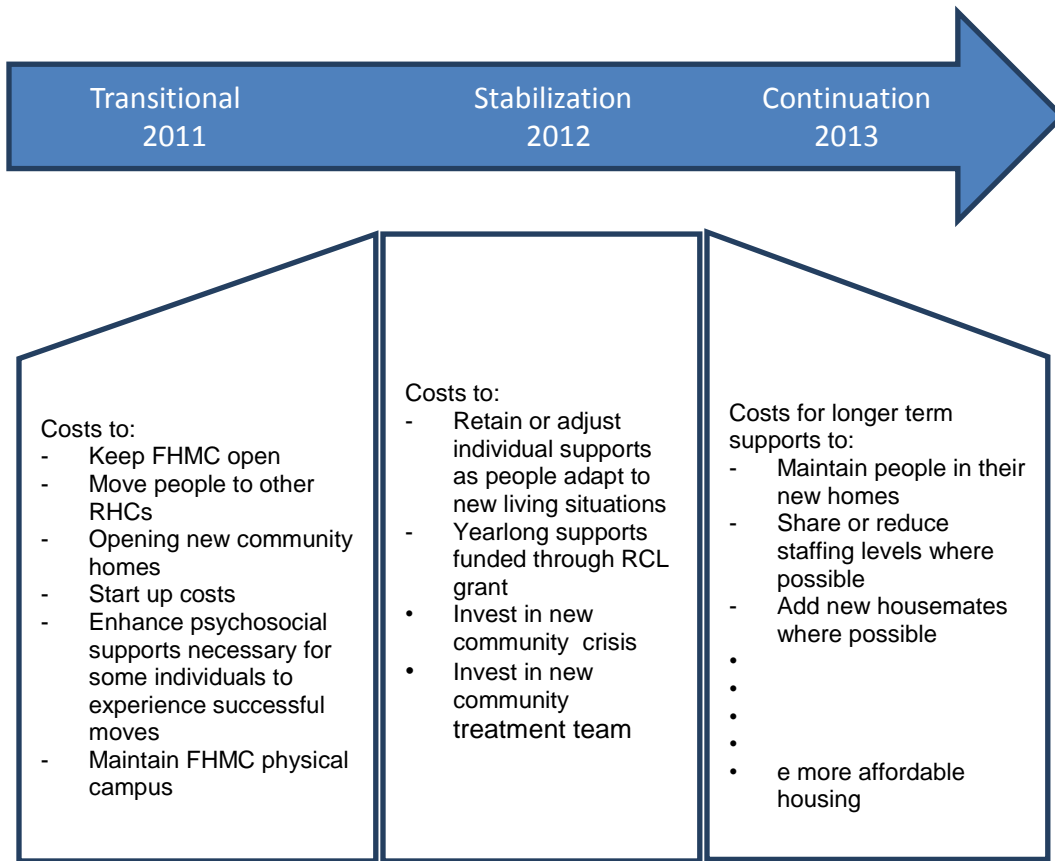 Transitional
2011
Stabilization
2012
Continuation
2013
Costs to:
- Keep FHMC open
- Move people to other
RHCs
- Opening new community
homes
- Start up costs
- Enhance psychosocial
supports necessary for
some individuals to
experience successful
moves
- Maintain FHMC physical
campus
Costs to:
- Retain or adjust
individual supports
as people adapt to
new living situations
- Yearlong supports
funded through RCL
grant
• Invest in new
community crisis
• Invest in new
community
treatment team
Costs for longer term
supports to:
- Maintain people in their
new homes
- Share or reduce
staffing levels where
possible
- Add new housemates
where possible
•
•
•
•
• e more affordable
housing